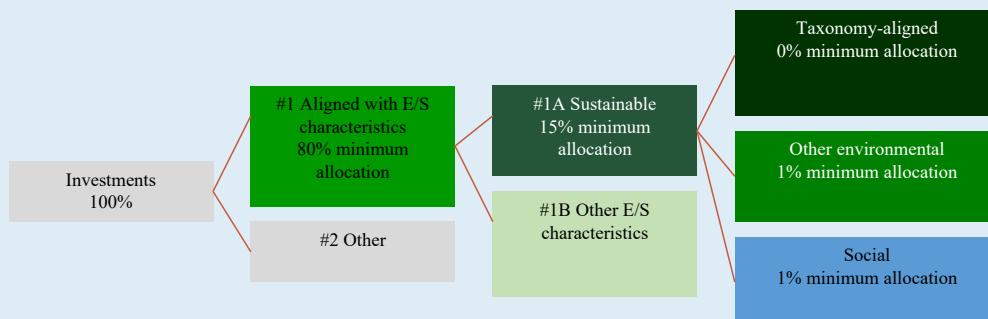 Investments
100%
#1 Aligned with E/S
characteristics
80% minimum
allocation
#2 Other
#1A Sustainable
15% minimum
allocation
#1B Other E/S
characteristics
Taxonomy-aligned
0% minimum allocation
Other environmental
1% minimum allocation
Social
1% minimum allocation